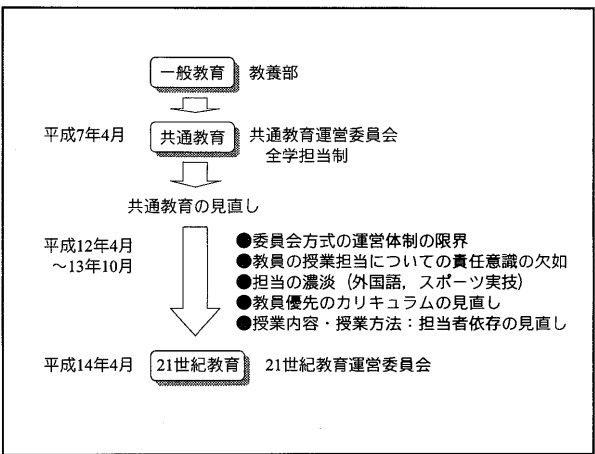 一般教育 教養部
平成7年4月 共通教育 共通教育運営委員会
全学担当制
共通教育の見直し
平成12年4月
～13年10月
●委員会方式の運営体制の限界
●教員の授業担当についての責任意識の欠如
●担当の濃淡（外国語，スポーツ実技）
●教員優先のカリキュラムの見直し
●授業内容・授業方法：担当者依存の見直し
平成14年4月 21世紀教育 21世紀教育運営委員会